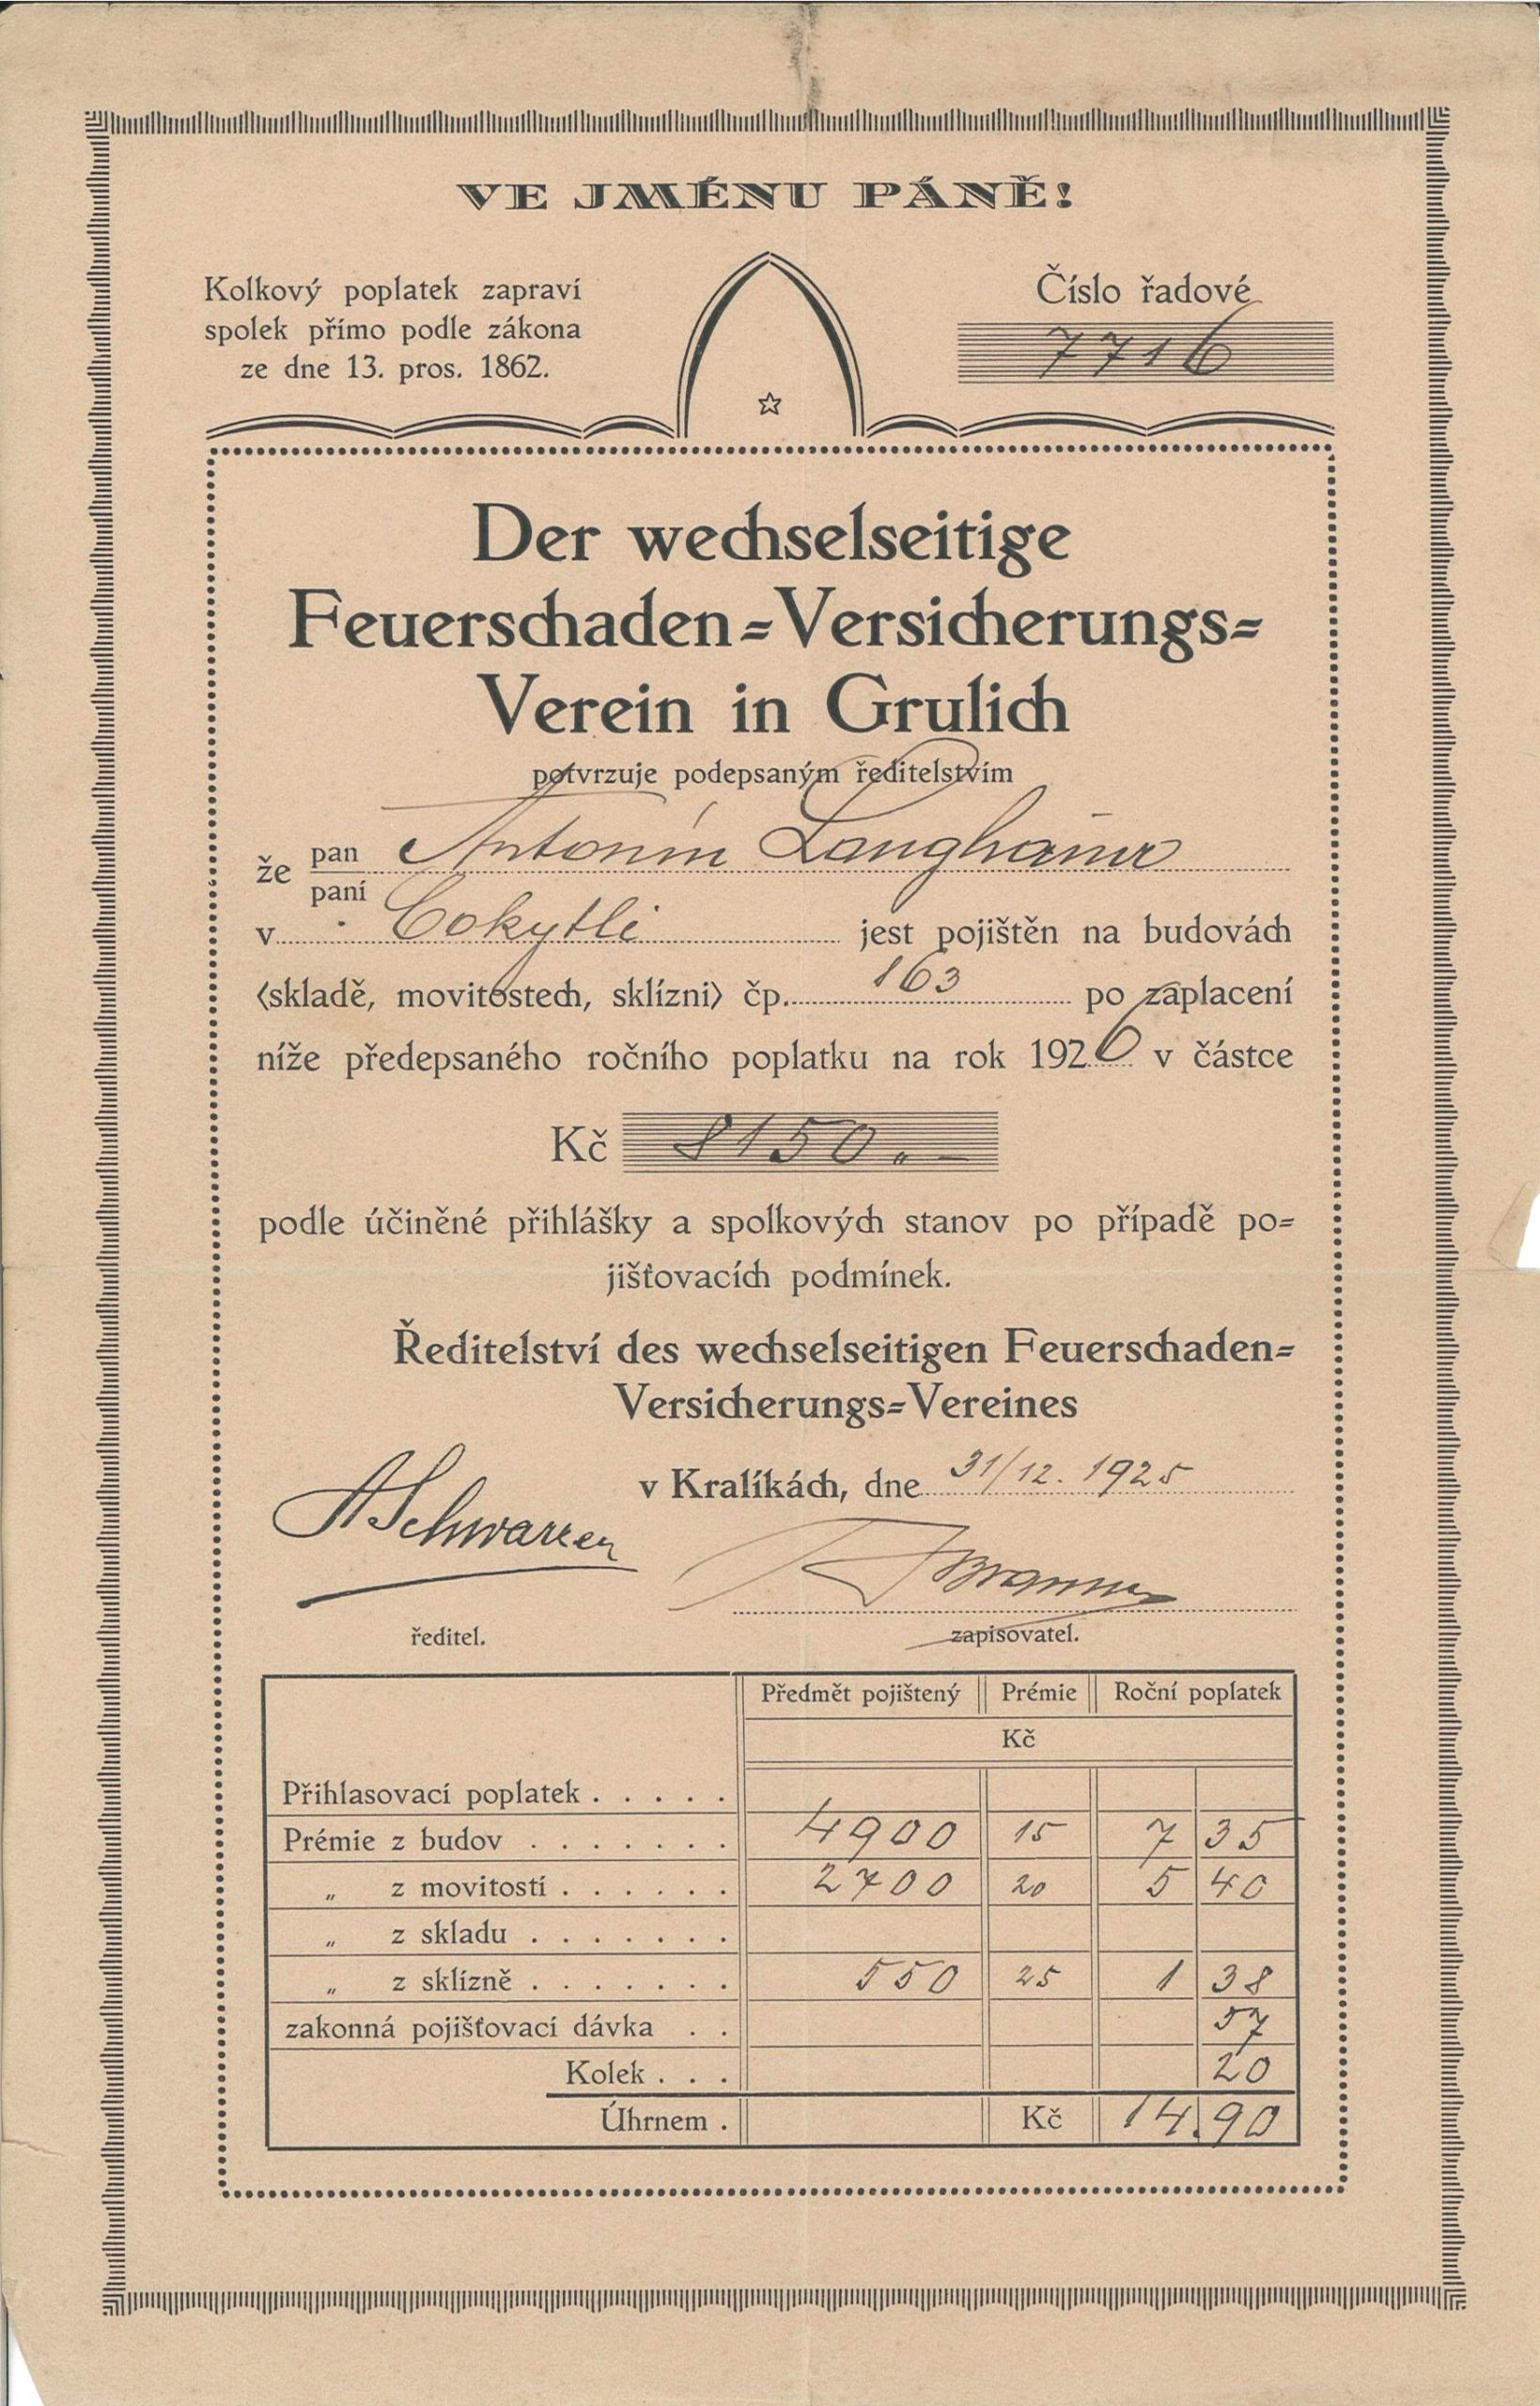 VE JMÉNU PÁNĚ!
Kolkový poplatek zapraví
spolek přímo podle zákona
ze dne 13. pros. 1862.
Číslo řadové
7716
Der wechselseitige
Feuerschaden=Versicherungs=
Verein in Grulich
potvrzuje podepsaným ředitelstvím
že pan Antonín Langhamr
paní
v Cokytli jest pojištěn na budovách
(skladě, movitostech, sklízni) čp. 163 po zaplacení
níže předepsaného ročního poplatku na rok 1926 v částce
Kč 8150.—
podle účiněné přihlášky a spolkových stanov po případě po=
jišťovacích podmínek.
Ředitelství des wechselseitigen Feuerschaden=
Versicherungs=Vereines
v Kralíkách, dne 31/12. 1925
ředitel. zapisovatel.
Předmět pojištený Prémie Roční poplatek
Kč
Přihlasovací poplatek . . . . .
Prémie z budov . . . . . . . 4900 15 7 35
„ z movitostí . . . . . . 2700 20 5 40
„ z skladu . . . . . . .
„ z sklízně . . . . . . . 550 25 1 38
zakonná pojišťovací dávka . . 57
Kolek . . . 20
Úhrnem . Kč 14.90